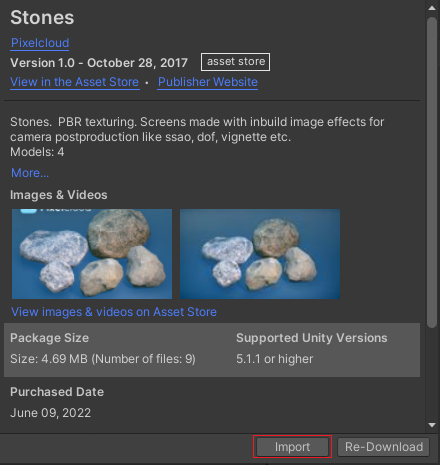 Stones
Pixelcloud
Version 1.0 - October 28, 2017 asset store
View in the Asset Store • Publisher Website
Stones.  PBR texturing. Screens made with inbuild image effects for
camera postproduction like ssao, dof, vignette etc.
Models: 4
More...
Images & Videos
Pixelcloud
View images & videos on Asset Store
Package Size Supported Unity Versions
Size: 4.69 MB (Number of files: 9) 5.1.1 or higher
Purchased Date
June 09, 2022
Import Re-Download